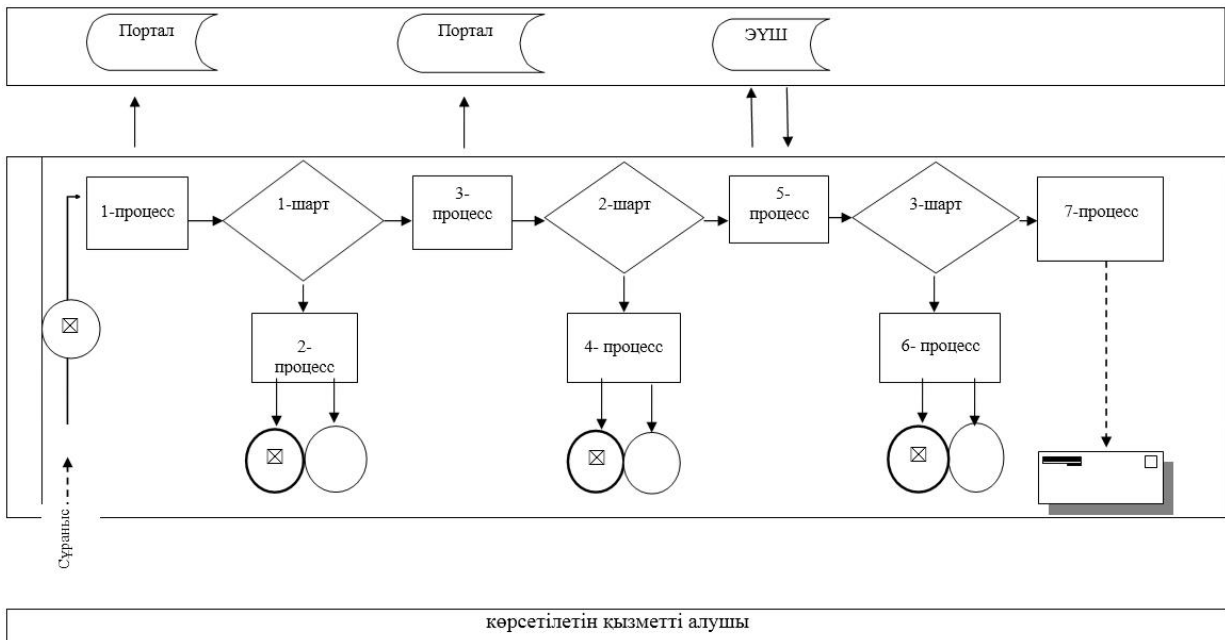 Портал
Портал
ЭҮШ
1-процесс
1-шарт
3-
процесс
2-шарт
5-
процесс
3-шарт
7-процесс
2-
процесс
4- процесс
6- процесс
Сұраныс
көрсетілетін қызметті алушы